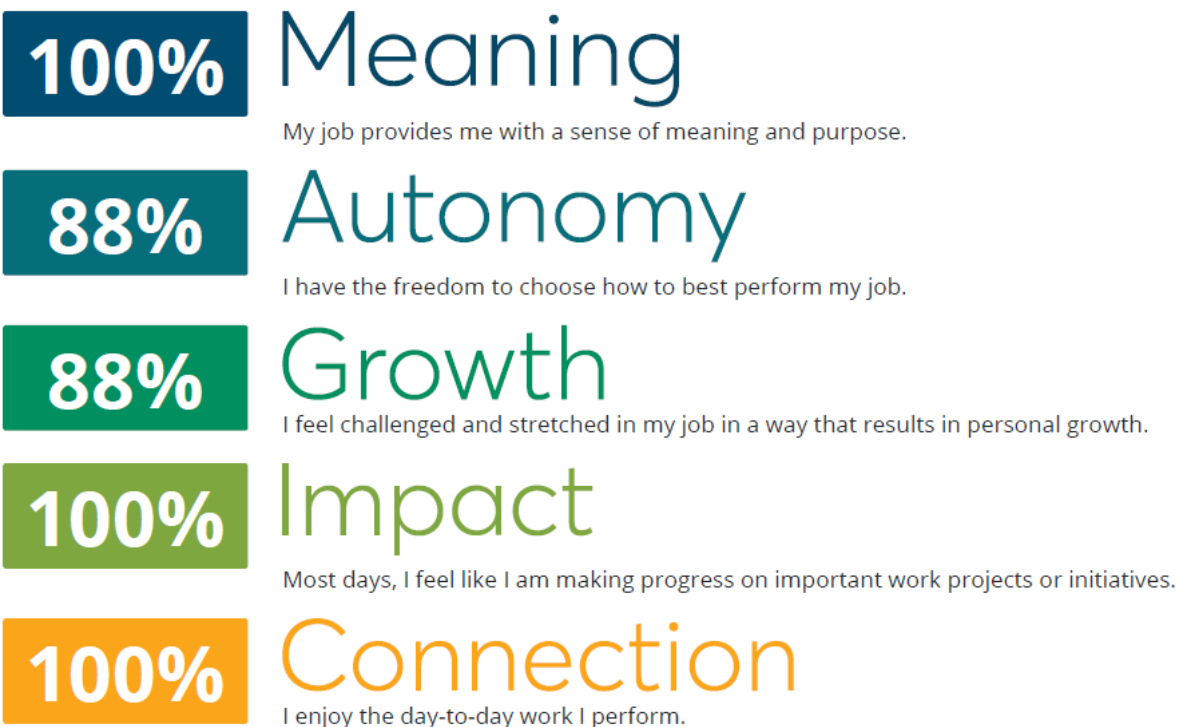 100% Meaning
My job provides me with a sense of meaning and purpose.
88% Autonomy
I have the freedom to choose how to best perform my job.
88% Growth
I feel challenged and stretched in my job in a way that results in personal growth.
100% Impact
Most days, I feel like I am making progress on important work projects or initiatives.
100% Connection
I enjoy the day-to-day work I perform.